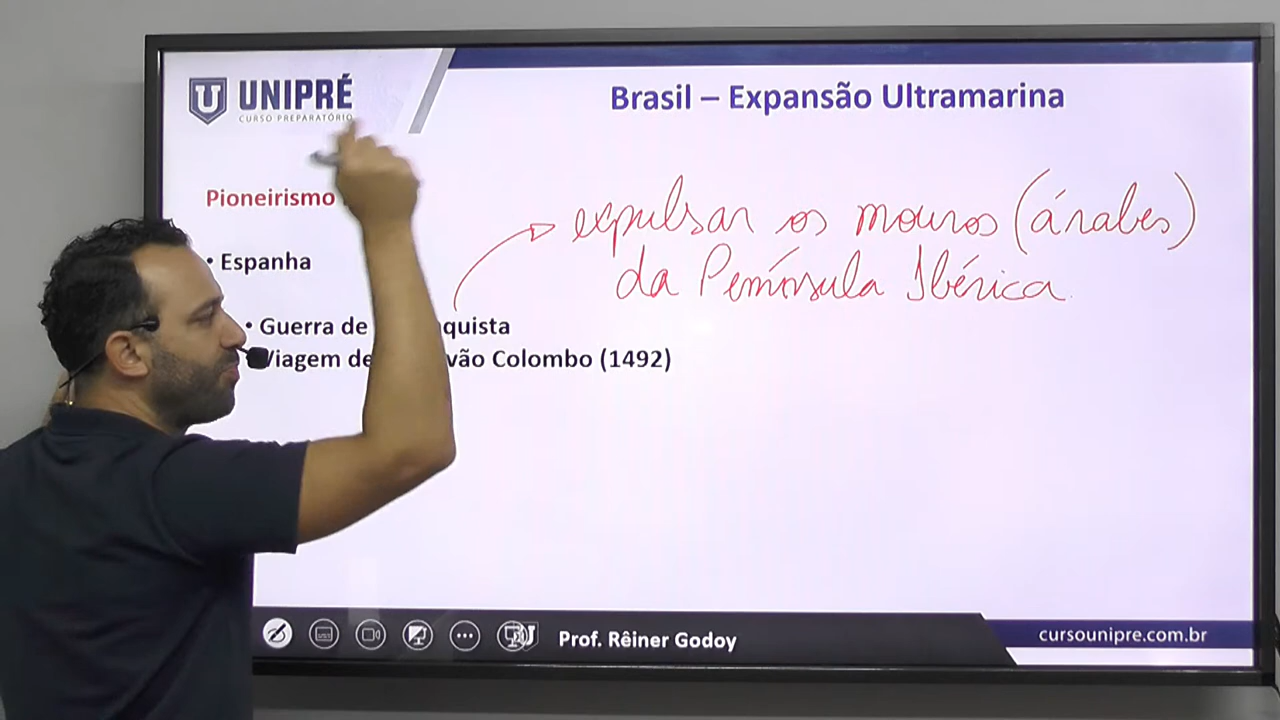 UNIPRÉ
CURSO PREPARATÓRIO
Brasil – Expansão Ultramarina
Pioneirismo
expulsar os mouros (árabes)
da Península Ibérica.
• Espanha
• Guerra de quista
Viagem de vão Colombo (1492)
Prof. Rêiner Godoy
cursounipre.com.br